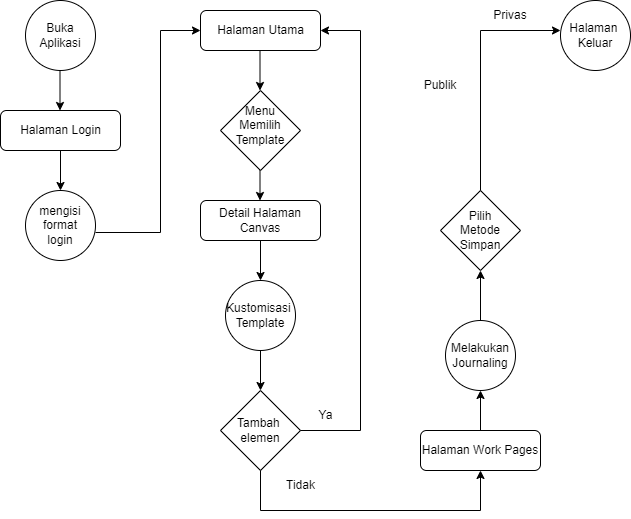 Buka
Aplikasi
Halaman Login
mengisi
format
login
Halaman Utama
Menu
Memilih
Template
Detail Halaman
Canvas
Kustomisasi
Template
Tambah
elemen
Ya
Tidak
Halaman Work Pages
Melakukan
Journaling
Pilih
Metode
Simpan
Publik
Privas
Halaman
Keluar